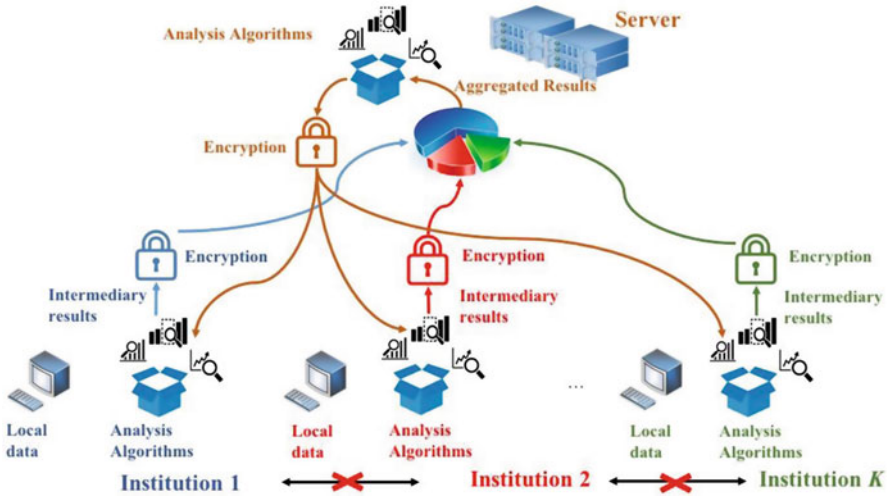 Server
Analysis Algorithms
Aggregated Results
Encryption
Encryption
Encryption
Encryption
Intermediary
results
Intermediary
results
Intermediary
results
...
Local
data
Analysis
Algorithms
Local
data
Analysis
Algorithms
Local
data
Analysis
Algorithms
Institution 1
Institution 2
Institution K